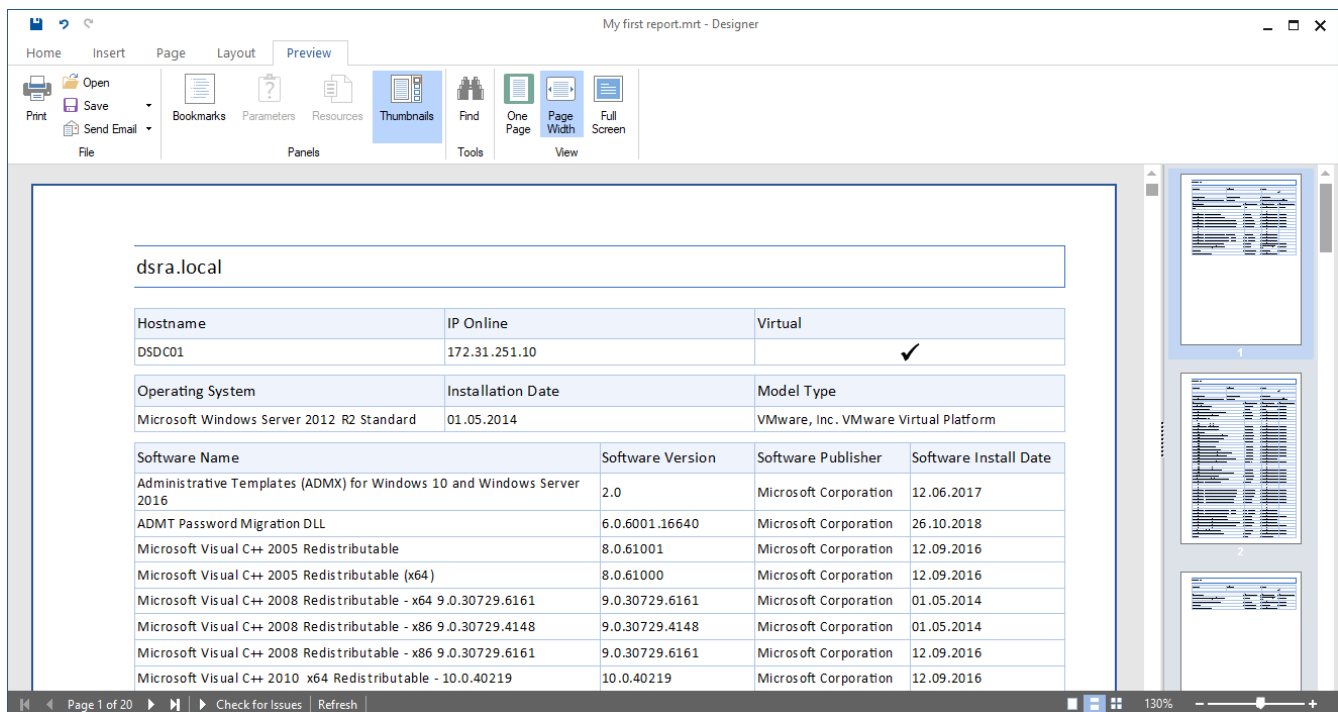 My first report.mrt - Designer
Home Insert Page Layout Preview
Print
Open
Save
Send Email
File
Bookmarks Parameters Resources Thumbnails
Panels
Find
Tools
One Page Page Width Full Screen
View
dsra.local
Hostname IP Online Virtual
DSDC01 172.31.251.10 ✓
Operating System Installation Date Model Type
Microsoft Windows Server 2012 R2 Standard 01.05.2014 VMware, Inc. VMware Virtual Platform
Software Name Software Version Software Publisher Software Install Date
Administrative Templates (ADMX) for Windows 10 and Windows Server
2016 2.0 Microsoft Corporation 12.06.2017
ADMT Password Migration DLL 6.0.6001.16640 Microsoft Corporation 26.10.2018
Microsoft Visual C++ 2005 Redistributable 8.0.61001 Microsoft Corporation 12.09.2016
Microsoft Visual C++ 2005 Redistributable (x64) 8.0.61000 Microsoft Corporation 12.09.2016
Microsoft Visual C++ 2008 Redistributable - x64 9.0.30729.6161 9.0.30729.6161 Microsoft Corporation 01.05.2014
Microsoft Visual C++ 2008 Redistributable - x86 9.0.30729.4148 9.0.30729.4148 Microsoft Corporation 01.05.2014
Microsoft Visual C++ 2008 Redistributable - x86 9.0.30729.6161 9.0.30729.6161 Microsoft Corporation 12.09.2016
Microsoft Visual C++ 2010 x64 Redistributable - 10.0.40219 10.0.40219 Microsoft Corporation 12.09.2016
1
2
Page 1 of 20 Check for Issues Refresh 130%